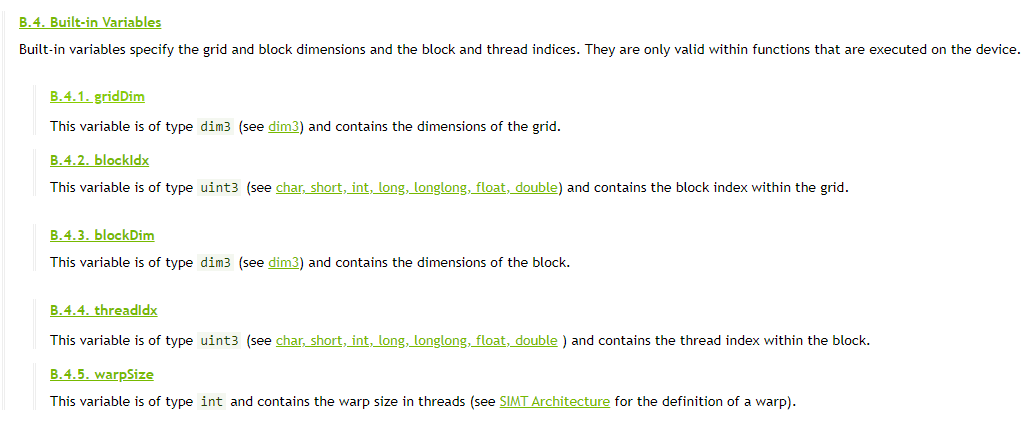 B.4. Built-in Variables
Built-in variables specify the grid and block dimensions and the block and thread indices. They are only valid within functions that are executed on the device.
B.4.1. gridDim
This variable is of type dim3 (see dim3) and contains the dimensions of the grid.
B.4.2. blockIdx
This variable is of type uint3 (see char, short, int, long, longlong, float, double) and contains the block index within the grid.
B.4.3. blockDim
This variable is of type dim3 (see dim3) and contains the dimensions of the block.
B.4.4. threadIdx
This variable is of type uint3 (see char, short, int, long, longlong, float, double ) and contains the thread index within the block.
B.4.5. warpSize
This variable is of type int and contains the warp size in threads (see SIMT Architecture for the definition of a warp).